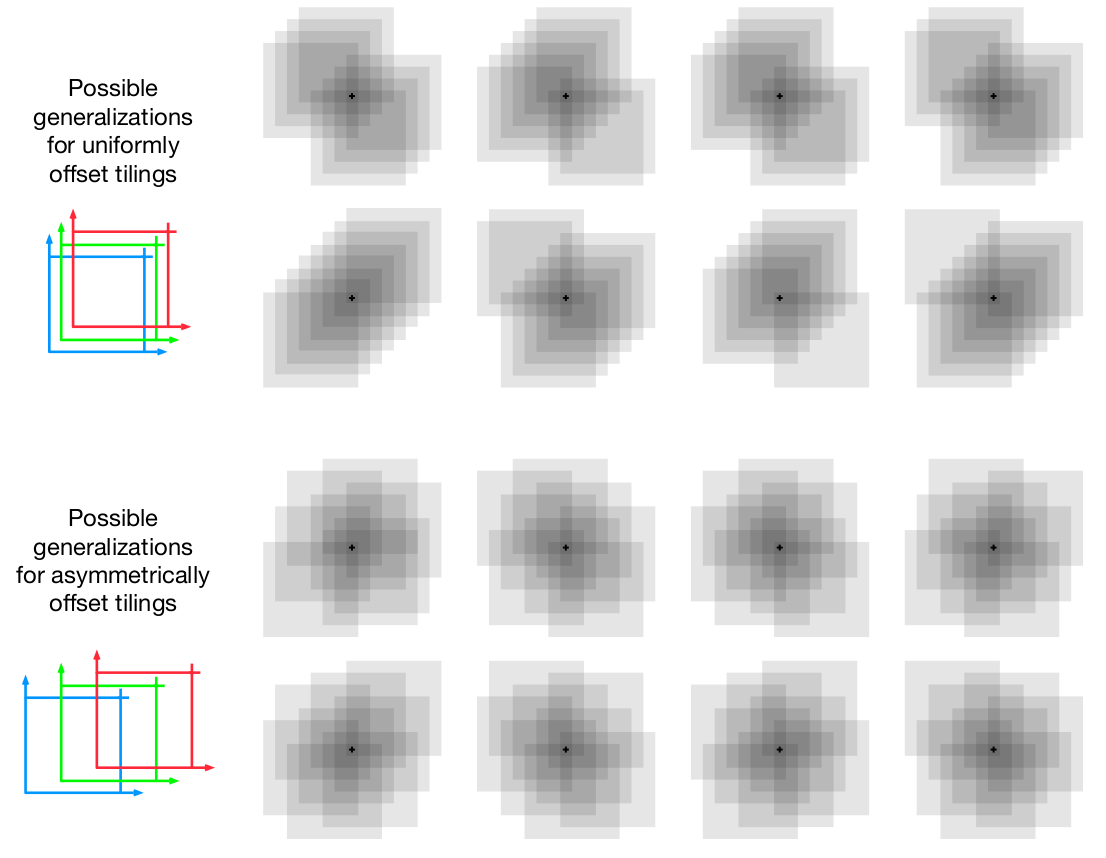 Possible
generalizations
for uniformly
offset tilings
Possible
generalizations
for asymmetrically
offset tilings